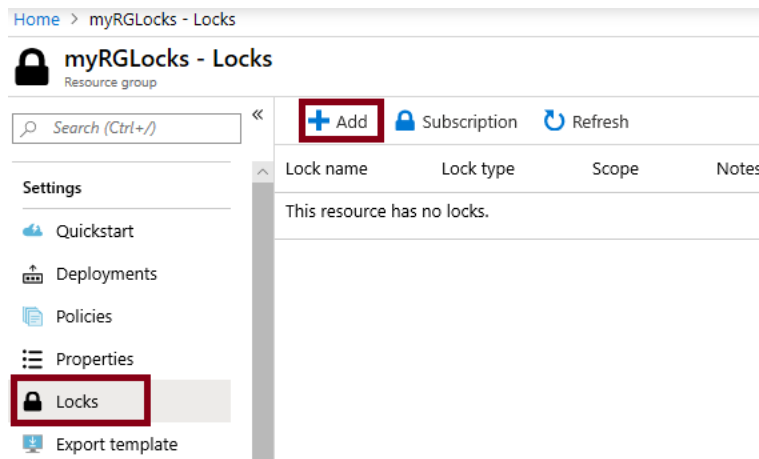 Home > myRGLocks - Locks
myRGLocks - Locks
Resource group
Search (Ctrl+/)
«
Settings
Quickstart
Deployments
Policies
Properties
Locks
Export template
Add Subscription Refresh
Lock name Lock type Scope Notes
This resource has no locks.